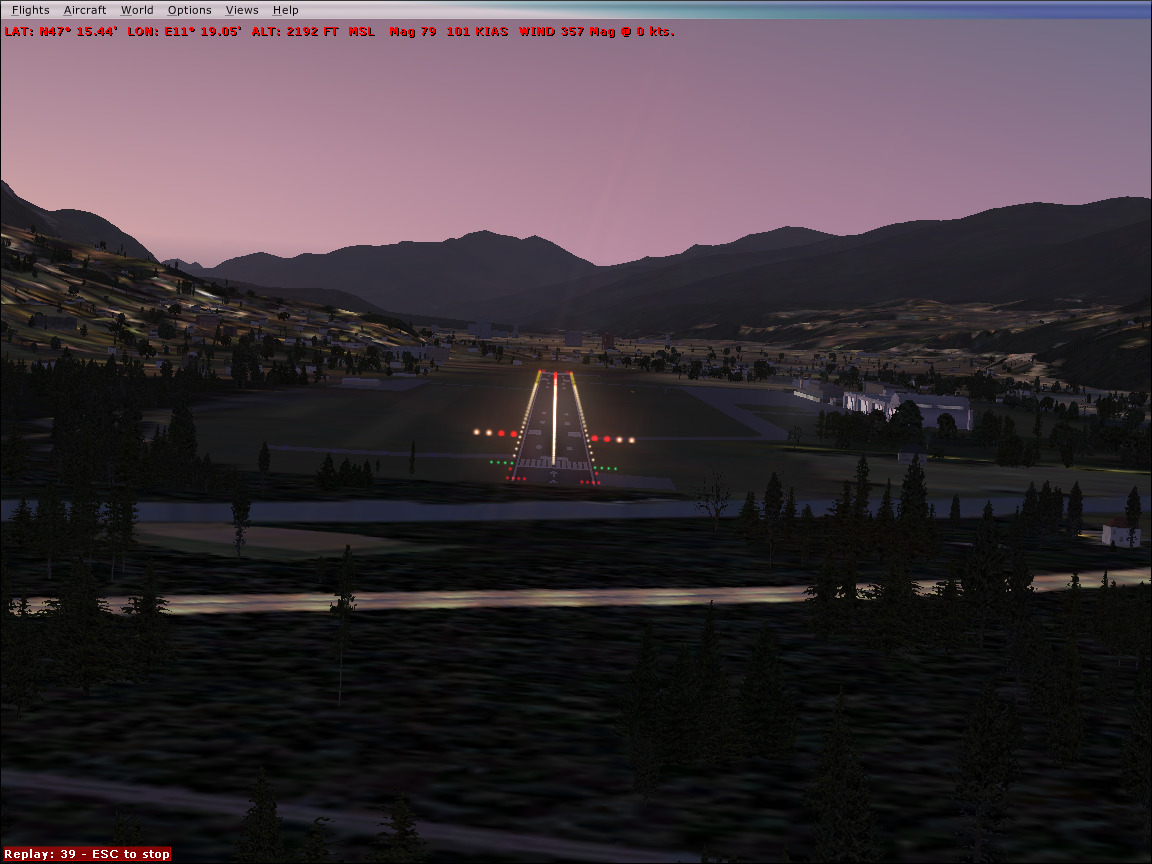 Flights Aircraft World Options Views Help
LAT: N47° 15.44' LON: E11° 19.05' ALT: 2192 FT MSL Mag 79 101 KIAS WIND 357 Mag @ 0 kts.
Replay: 39 - ESC to stop